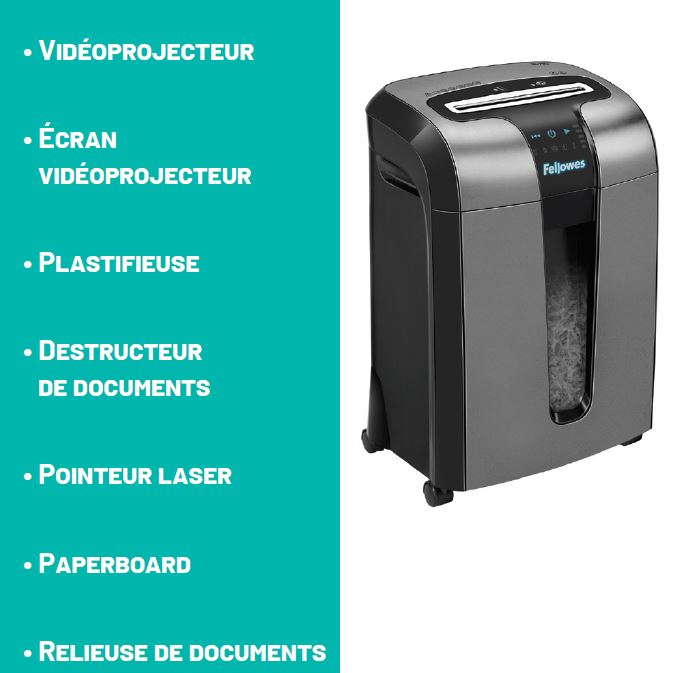 • VIDÉOPROJECTEUR
• ÉCRAN
VIDÉOPROJECTEUR
• PLASTIFIEUSE
• DESTRUCTEUR
DE DOCUMENTS
• POINTEUR LASER
• PAPERBOARD
• RELIEUSE DE DOCUMENTS
Fellowes